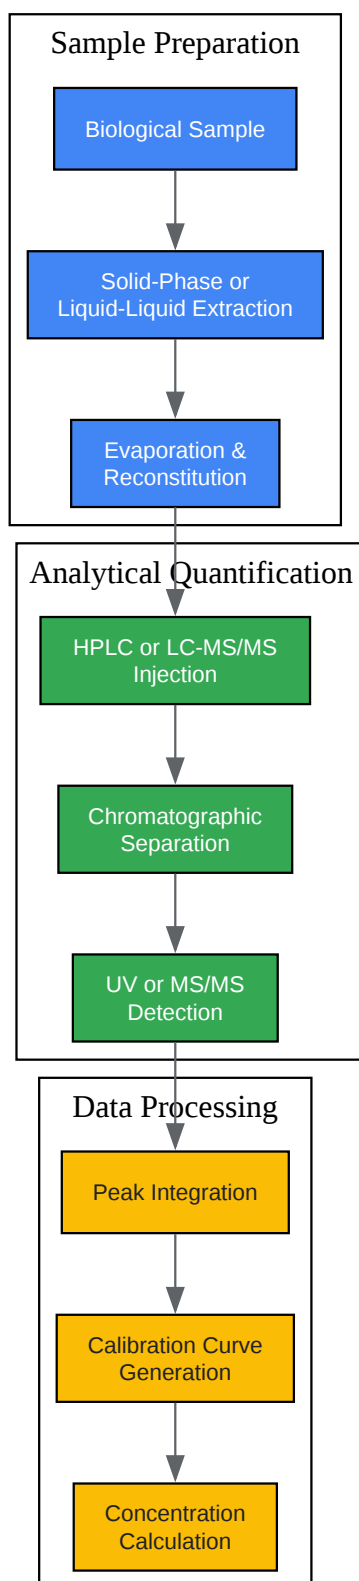 Sample Preparation
Biological Sample
Solid-Phase or
Liquid-Liquid Extraction
Evaporation &
Reconstitution
Analytical Quantification
HPLC or LC-MS/MS
Injection
Chromatographic
Separation
UV or MS/MS
Detection
Data Processing
Peak Integration
Calibration Curve
Generation
Concentration
Calculation